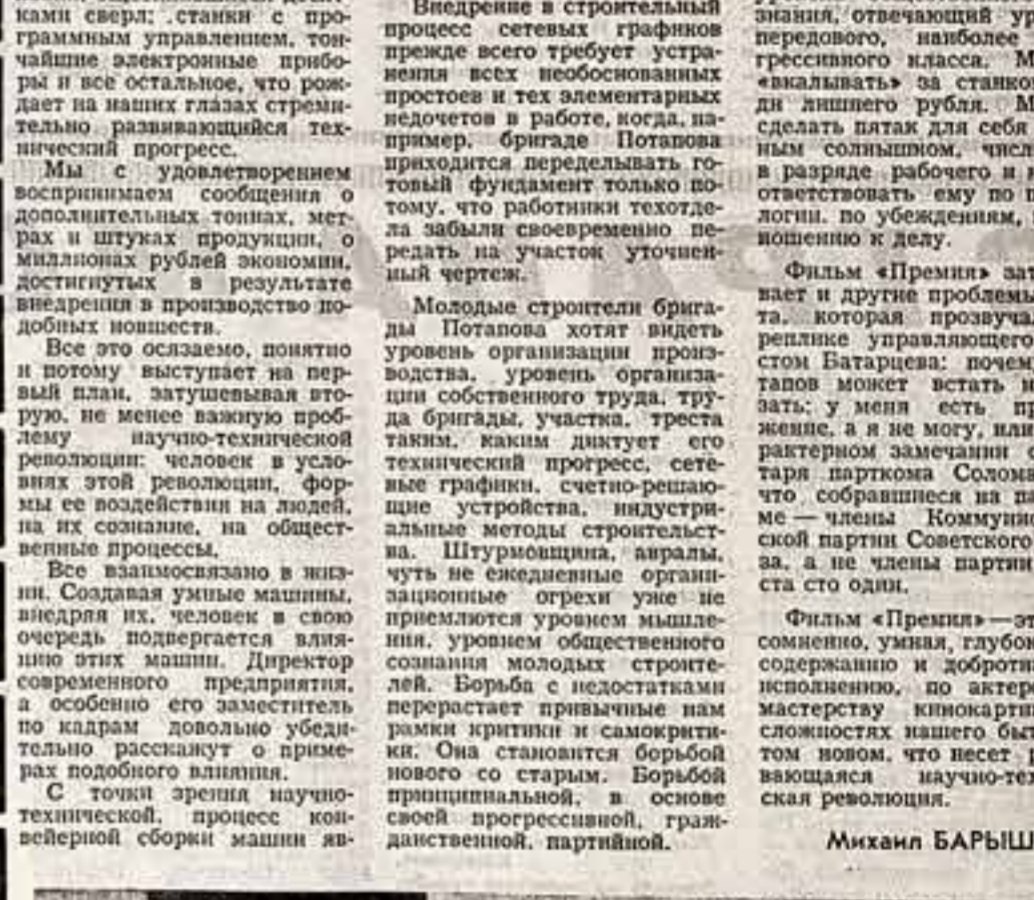 ками сверл; станки с про-
граммным управлением, тон-
чайшие электронные прибо-
ры и все остальное, что рож-
дает на наших глазах стреми-
тельно развивающийся тех-
нический прогресс.
Мы с удовлетворением
воспринимаем сообщения о
дополнительных тоннах, мет-
рах и штуках продукции, о
миллионах рублей экономии,
достигнутых в результате
внедрения в производство по-
добных новшеств.
Все это осязаемо, понятно
и потому выступает на пер-
вый план, затушевывая вто-
рую, не менее важную проб-
лему научно-технической
революции: человек в усло-
виях этой революции, фор-
мы ее воздействия на людей,
на их сознание, на общест-
венные процессы.
Все взаимосвязано в жиз-
ни. Создавая умные машины,
внедряя их, человек в свою
очередь подвергается влия-
нию этих машин. Директор
современного предприятия,
а особенно его заместитель
по кадрам довольно убеди-
тельно расскажут о приме-
рах подобного влияния.
С точки зрения научно-
технической, процесс кон-
вейерной сборки машин яв-
Внедрение в строительный
процесс сетевых графиков
прежде всего требует устра-
нения всех необоснованных
простоев и тех элементарных
недочетов в работе, когда, на-
пример, бригаде Потапова
приходится переделывать го-
товый фундамент только по-
тому, что работники техотде-
ла забыли своевременно пе-
редать на участок уточнен-
ный чертеж.
Молодые строители брига-
ды Потапова хотят видеть
уровень организации произ-
водства, уровень организа-
ции собственного труда, тру-
да бригады, участка, треста
таким, каким диктует его
технический прогресс, сете-
вые графики, счетно-решаю-
щие устройства, индустри-
альные методы строительст-
ва. Штурмовщина, авралы,
чуть не ежедневные органи-
зационные огрехи уже не
приемлются уровнем мышле-
ния, уровнем общественного
сознания молодых строите-
лей. Борьба с недостатками
перерастает привычные нам
рамки критики и самокрити-
ки. Она становится борьбой
нового со старым. Борьбой
принципиальной, в основе
своей прогрессивной, граж-
данственной, партийной.
знания, отвечающий
передового, наиболее
грессивного класса.
«вкалывать» за
ди лишнего рубля.
сделать пятак для себя
ным солнышком,
в разряде рабочего и
ответствовать ему по
логии, по убеждениям,
ношению к делу.
Фильм «Премия»
вает и другие
та, которая
реплике управляющего
стом Батарцева:
тапов может встать
зать: у меня есть
жение, а я не могу, или
рактерном замечании
таря парткома
что собравшиеся на
ме — члены
ской партии Советского
за, а не члены партии
ста сто один.
Фильм «Премия» —
сомненно, умная,
содержанию и
исполнению, по
мастерству
сложностях нашего
том новом, что несет
вающаяся
ская революция.
Михаил